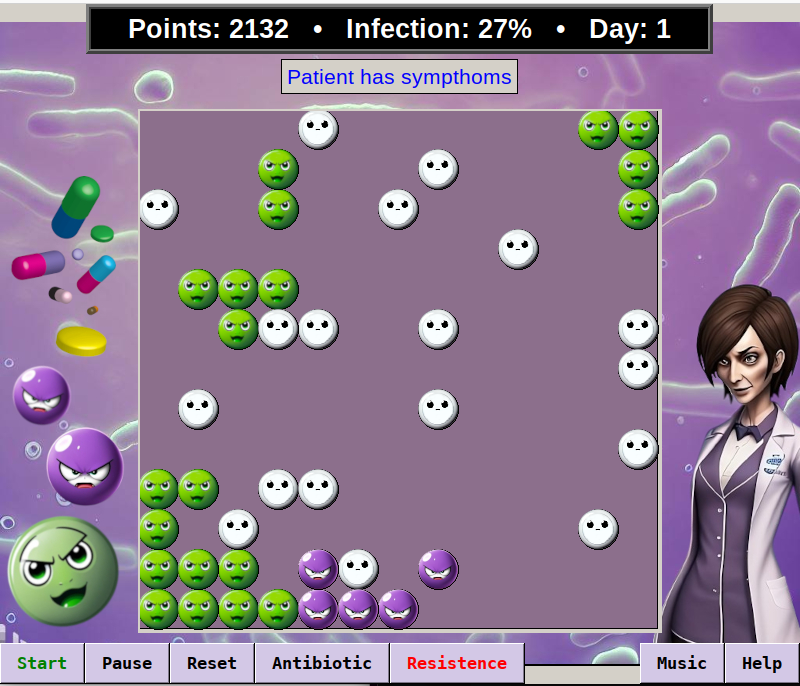 Points: 2132 • Infection: 27% • Day: 1
Patient has sympthoms
Start Pause Reset Antibiotic Resistence Music Help